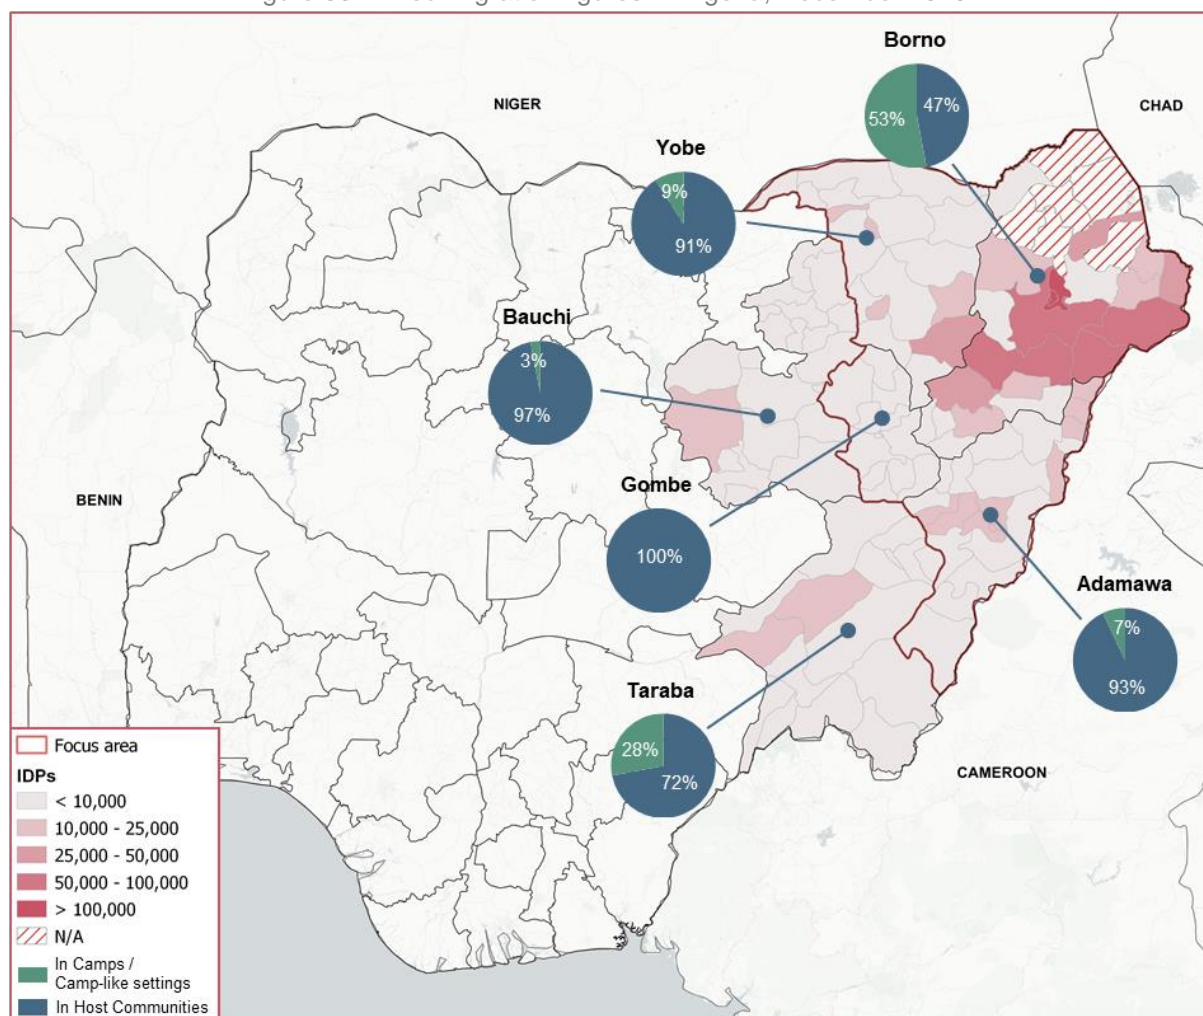 Borno
NIGER
CHAD
53%
47%
Yobe
9%
91%
Bauchi
3%
97%
Gombe
BENIN
100%
Adamawa
7%
93%
Taraba
28%
72%
CAMEROON
Focus area
IDPs
< 10,000
10,000 - 25,000
25,000 - 50,000
50,000 - 100,000
> 100,000
N/A
In Camps /
Camp-like settings
In Host Communities